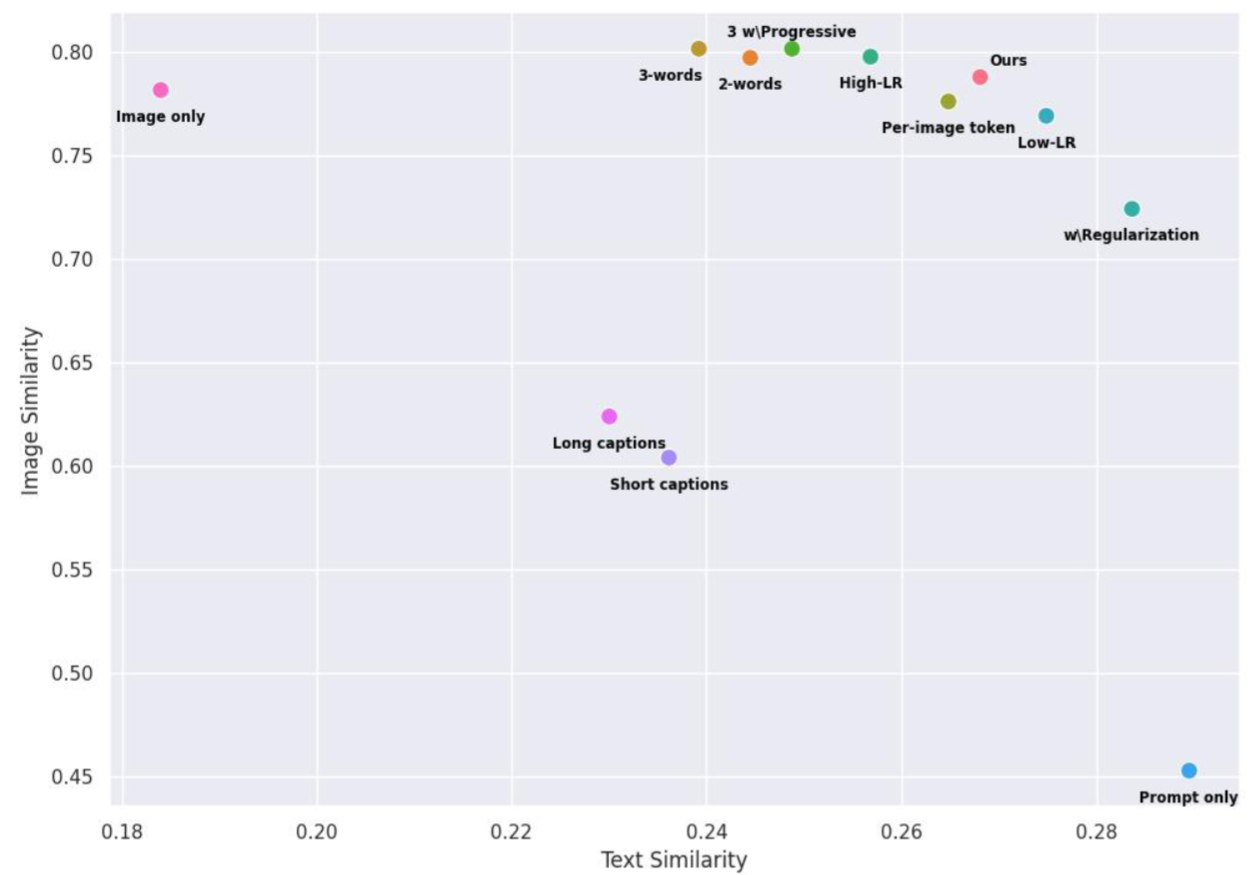 Image Similarity
0.80
0.75
0.70
0.65
0.60
0.55
0.50
0.45
3 w\Progressive
Ours
3-words
2-words
High-LR
Image only
Per-image token
Low-LR
w\Regularization
Long captions
Short captions
Prompt only
0.18
0.20
0.22
0.24
0.26
0.28
Text Similarity